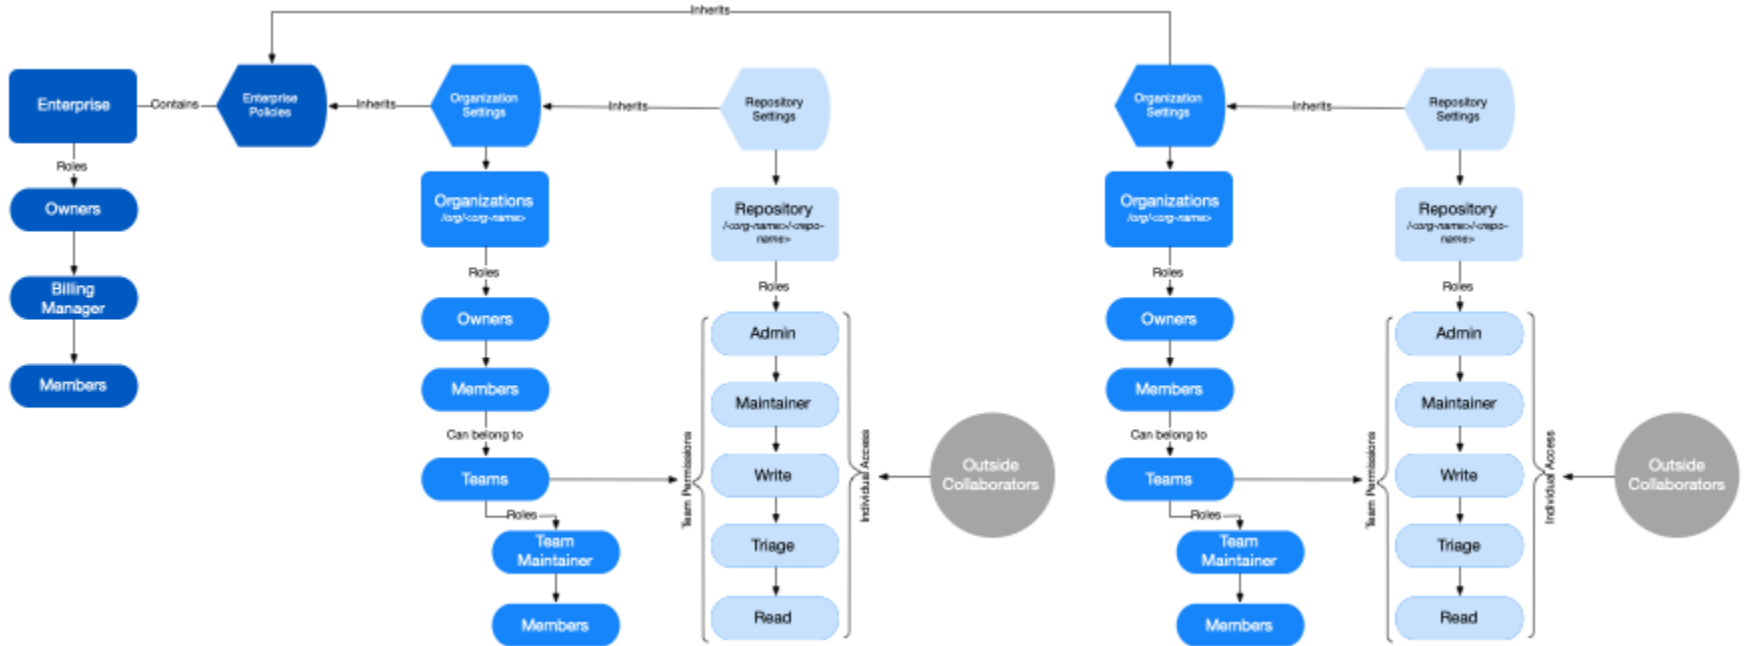 Inherits
Enterprise
Contains
Enterprise
Policies
Inherits
Organization
Settings
Inherits
Repository
Settings
Organization
Settings
Inherits
Repository
Settings
Roles
Owners
Billing
Manager
Members
Organizations
/org/<org-name>
Roles
Owners
Members
Can belong to
Teams
Roles
Team
Maintainer
Members
Repository
/<org-name>/<repo-
name>
Roles
Team Permissions
Admin
Maintainer
Write
Triage
Read
Individual Access
Outside
Collaborators
Organizations
/org/<org-name>
Roles
Owners
Members
Can belong to
Teams
Roles
Team
Maintainer
Members
Repository
/<org-name>/<repo-
name>
Roles
Team Permissions
Admin
Maintainer
Write
Triage
Read
Individual Access
Outside
Collaborators